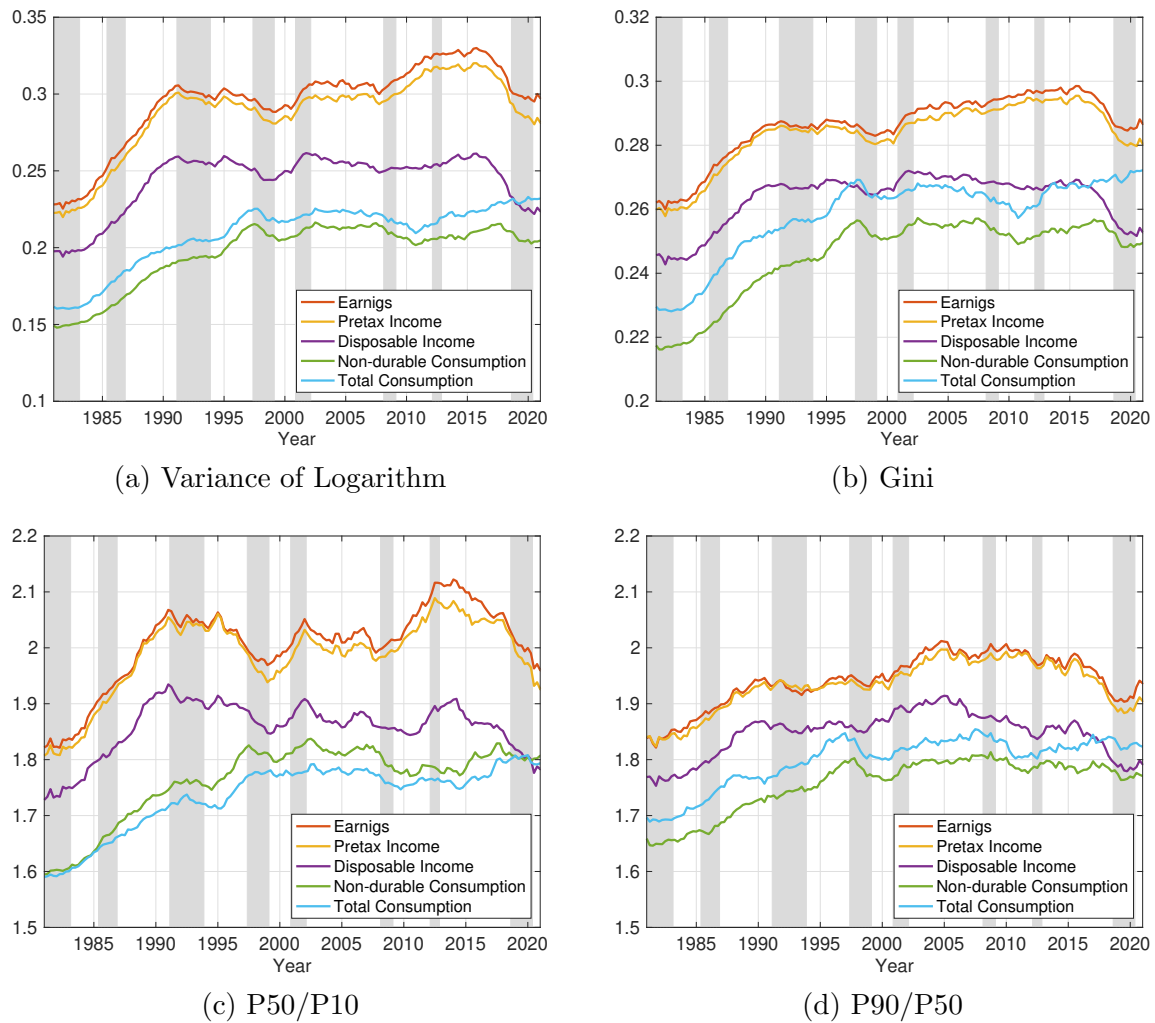 0.35
0.3
0.25
0.2
0.15
0.1
1985 1990 1995 2000 2005 2010 2015 2020
Year
Earnigs
Pretax Income
Disposable Income
Non-durable Consumption
Total Consumption
(a) Variance of Logarithm
0.32
0.3
0.28
0.26
0.24
0.22
0.2
1985 1990 1995 2000 2005 2010 2015 2020
Year
Earnigs
Pretax Income
Disposable Income
Non-durable Consumption
Total Consumption
(b) Gini
2.2
2.1
2
1.9
1.8
1.7
1.6
1.5
1985 1990 1995 2000 2005 2010 2015 2020
Year
Earnigs
Pretax Income
Disposable Income
Non-durable Consumption
Total Consumption
(c) P50/P10
2.2
2.1
2
1.9
1.8
1.7
1.6
1.5
1985 1990 1995 2000 2005 2010 2015 2020
Year
Earnigs
Pretax Income
Disposable Income
Non-durable Consumption
Total Consumption
(d) P90/P50